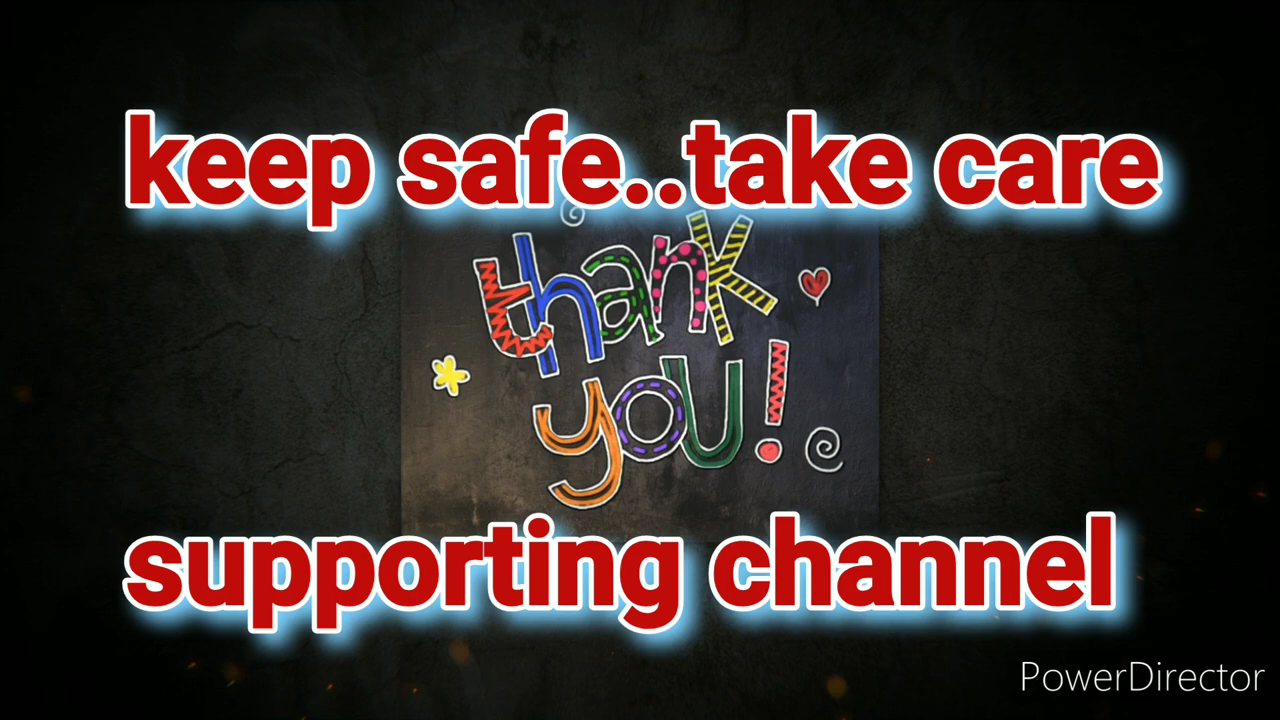 keep safe..take care
thank
you!
supporting channel
PowerDirector